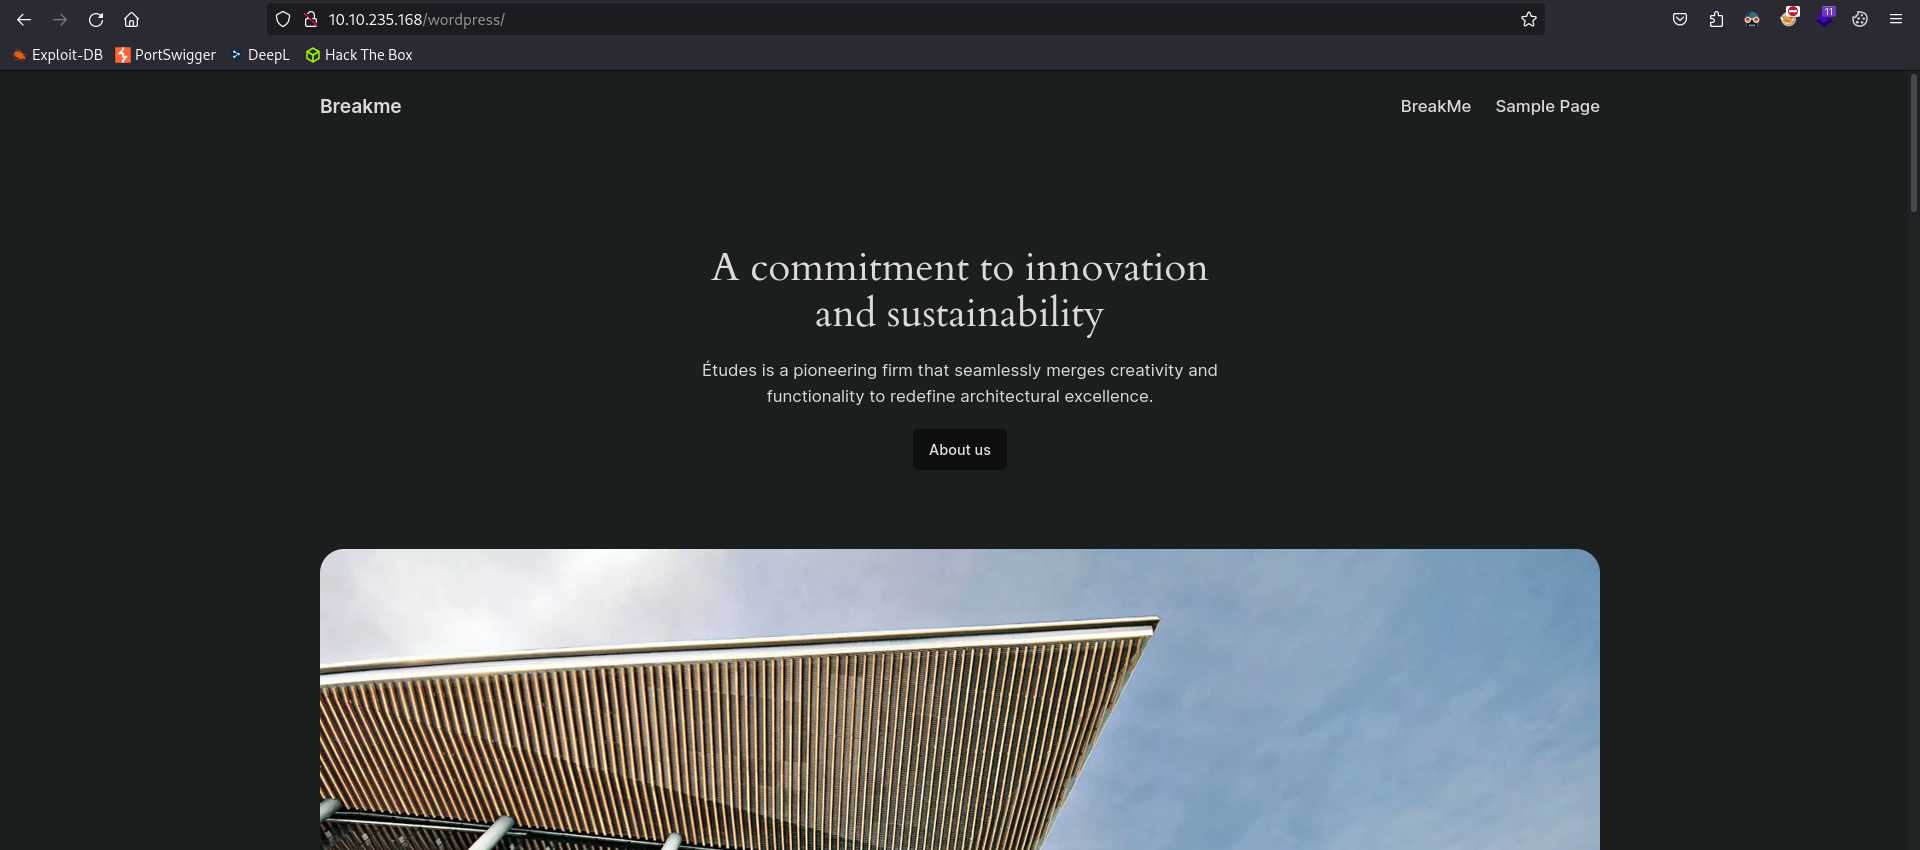 10.10.235.168/wordpress/
11
Exploit-DB PortSwigger DeepL Hack The Box
Breakme BreakMe Sample Page
A commitment to innovation
and sustainability
Études is a pioneering firm that seamlessly merges creativity and
functionality to redefine architectural excellence.
About us